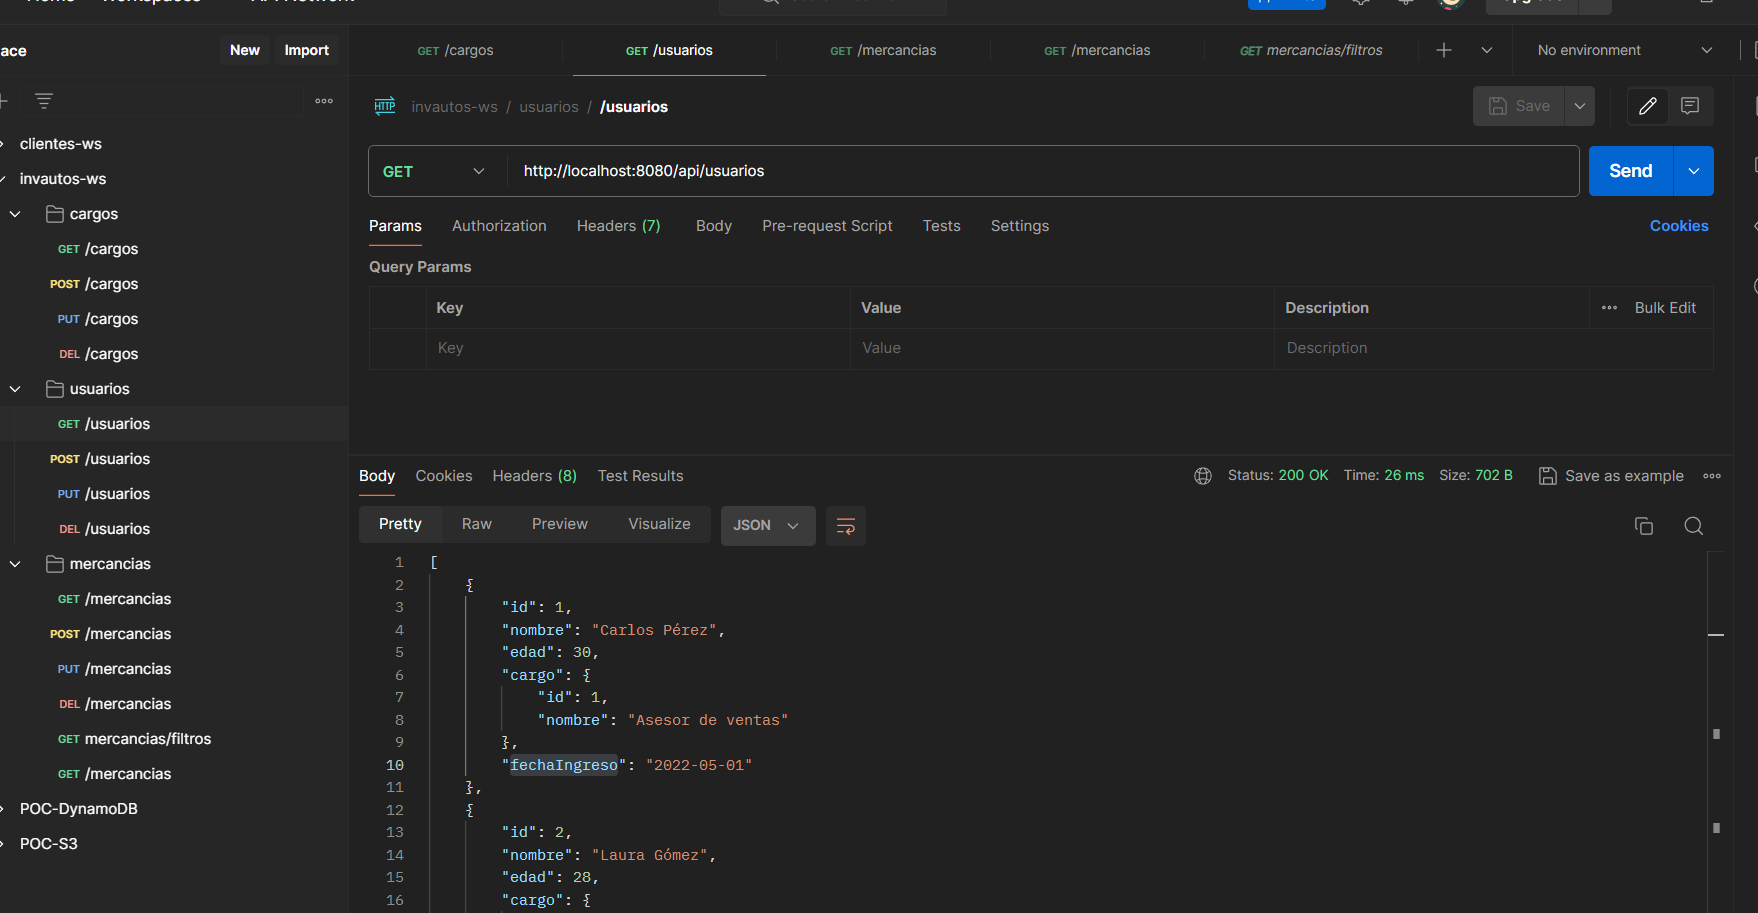 ace
New
Import
GET /cargos
GET /usuarios
GET /mercancias
GET /mercancias
GET mercancias/filtros
No environment
HTTP
invautos-ws / usuarios / /usuarios
Save
GET
http://localhost:8080/api/usuarios
Send
Params
Authorization
Headers (7)
Body
Pre-request Script
Tests
Settings
Cookies
Query Params
Key
Value
Description
Bulk Edit
Key
Value
Description
clientes-ws
invautos-ws
cargos
GET /cargos
POST /cargos
PUT /cargos
DEL /cargos
usuarios
GET /usuarios
POST /usuarios
PUT /usuarios
DEL /usuarios
mercancias
GET /mercancias
POST /mercancias
PUT /mercancias
DEL /mercancias
GET mercancias/filtros
GET /mercancias
POC-DynamoDB
POC-S3
Body
Cookies
Headers (8)
Test Results
Status: 200 OK
Time: 26 ms
Size: 702 B
Save as example
Pretty
Raw
Preview
Visualize
JSON
1 [
2 {
3 "id": 1,
4 "nombre": "Carlos Pérez",
5 "edad": 30,
6 "cargo": {
7 "id": 1,
8 "nombre": "Asesor de ventas"
9 },
10 "fechaIngreso": "2022-05-01"
11 },
12 {
13 "id": 2,
14 "nombre": "Laura Gómez",
15 "edad": 28,
16 "cargo": {